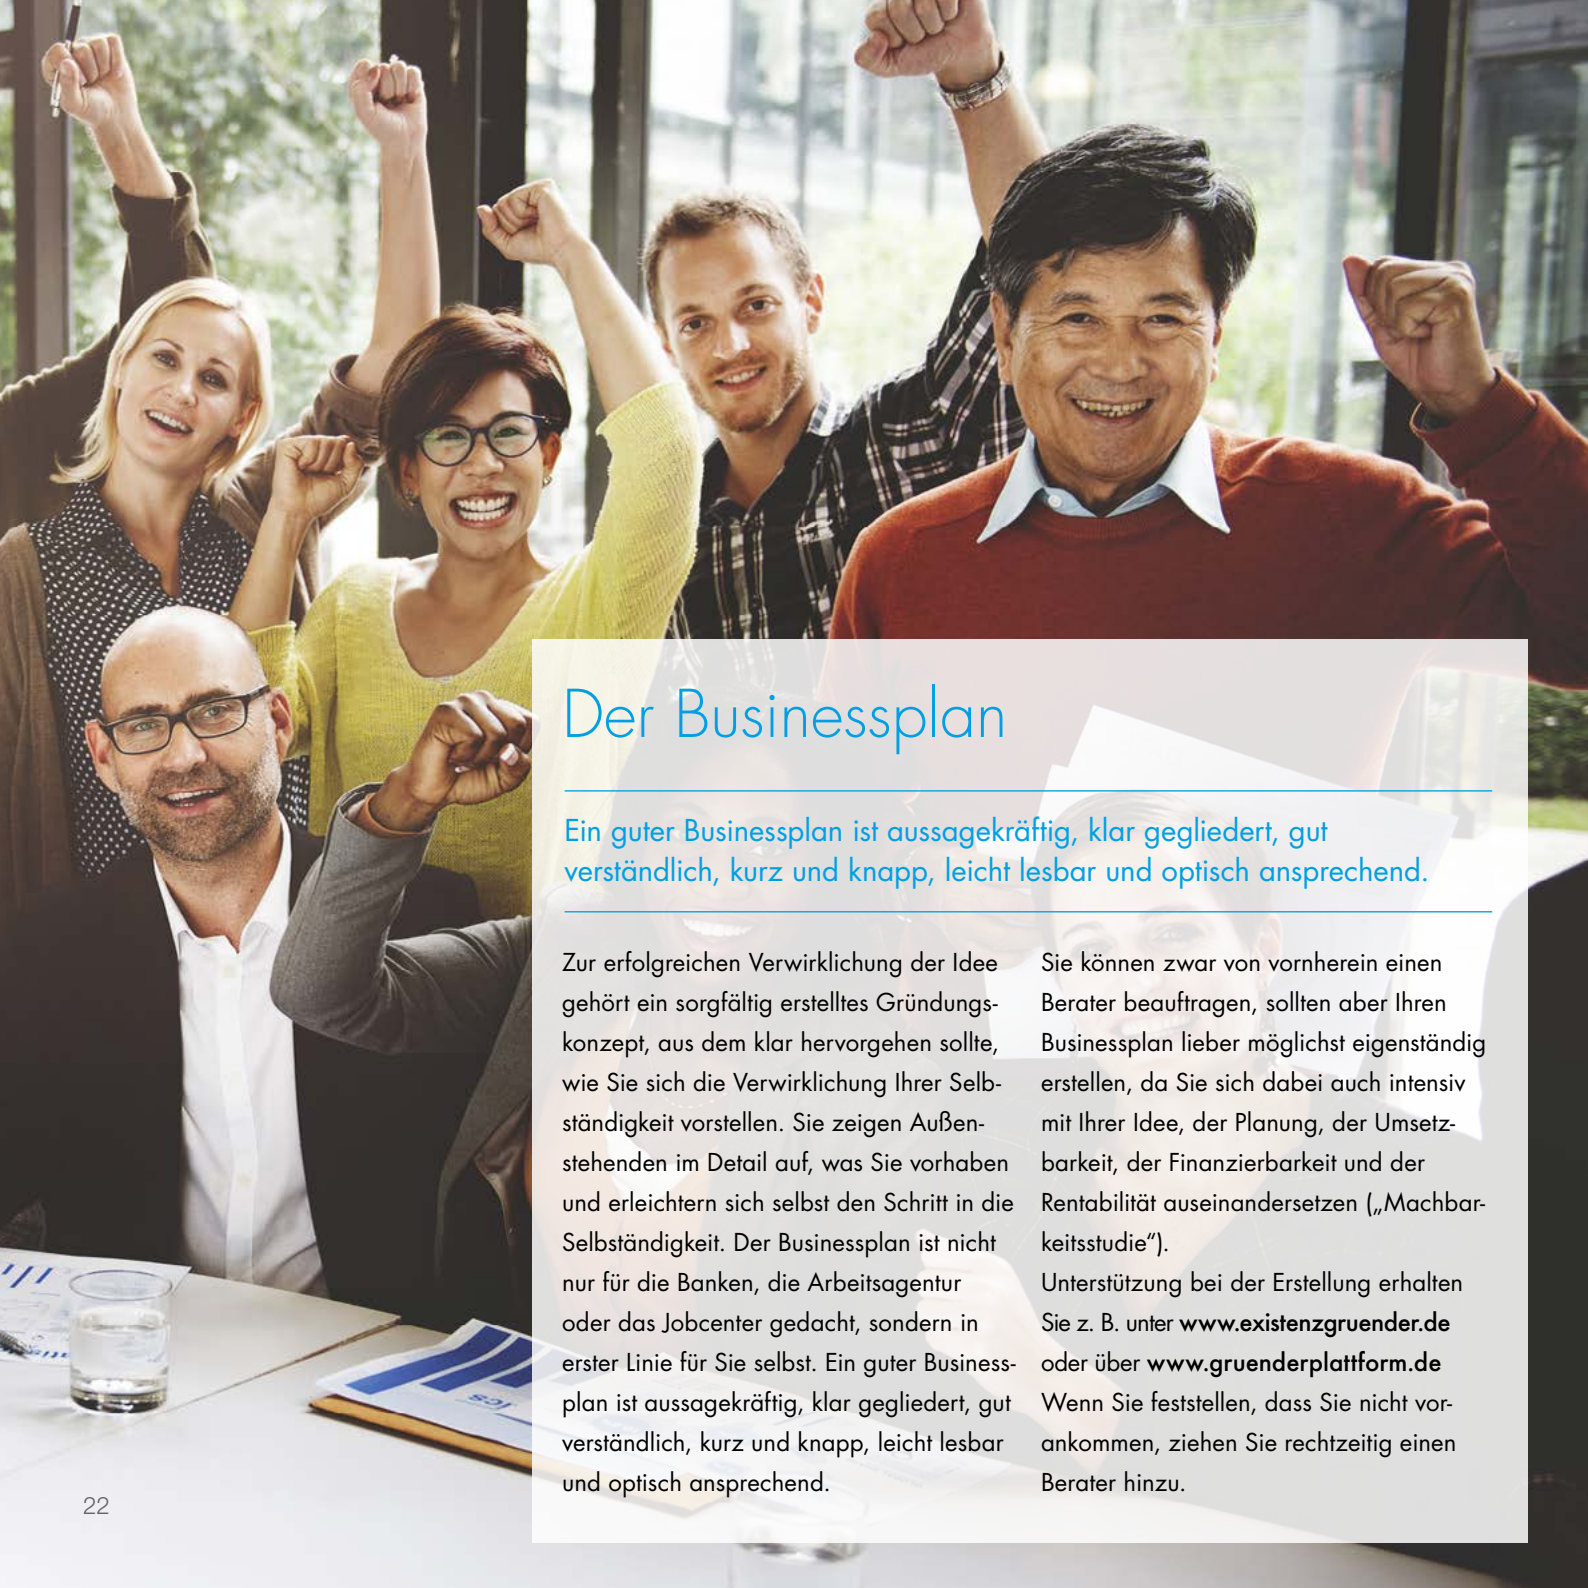 Der Businessplan
Ein guter Businessplan ist aussagekräftig, klar gegliedert, gut
verständlich, kurz und knapp, leicht lesbar und optisch ansprechend.
Zur erfolgreichen Verwirklichung der Idee
gehört ein sorgfältig erstelltes Gründungs-
konzept, aus dem klar hervorgehen sollte,
wie Sie sich die Verwirklichung Ihrer Selb-
ständigkeit vorstellen. Sie zeigen Außen-
stehenden im Detail auf, was Sie vorhaben
und erleichtern sich selbst den Schritt in die
Selbständigkeit. Der Businessplan ist nicht
nur für die Banken, die Arbeitsagentur
oder das Jobcenter gedacht, sondern in
erster Linie für Sie selbst. Ein guter Business-
plan ist aussagekräftig, klar gegliedert, gut
verständlich, kurz und knapp, leicht lesbar
und optisch ansprechend.
Sie können zwar von vornherein einen
Berater beauftragen, sollten aber Ihren
Businessplan lieber möglichst eigenständig
erstellen, da Sie sich dabei auch intensiv
mit Ihrer Idee, der Planung, der Umsetz-
barkeit, der Finanzierbarkeit und der
Rentabilität auseinandersetzen („Machbar-
keitsstudie“).
Unterstützung bei der Erstellung erhalten
Sie z. B. unter www.existenzgruender.de
oder über www.gruenderplattform.de
Wenn Sie feststellen, dass Sie nicht vor-
ankommen, ziehen Sie rechtzeitig einen
Berater hinzu.
22